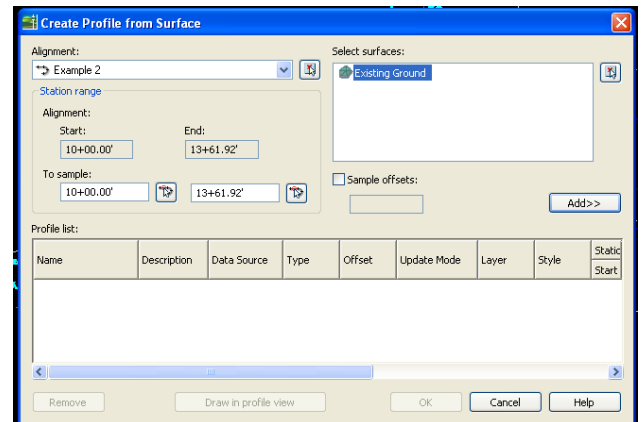 Create Profile from Surface
Alignment:
Example 2
Select surfaces:
Existing Ground
Station range
Alignment:
Start: End:
10+00.00' 13+61.92'
To sample:
10+00.00' 13+61.92'
Sample offsets:
Add>>
Profile list:
Name Description Data Source Type Offset Update Mode Layer Style Static
Start
Remove Draw in profile view OK Cancel Help